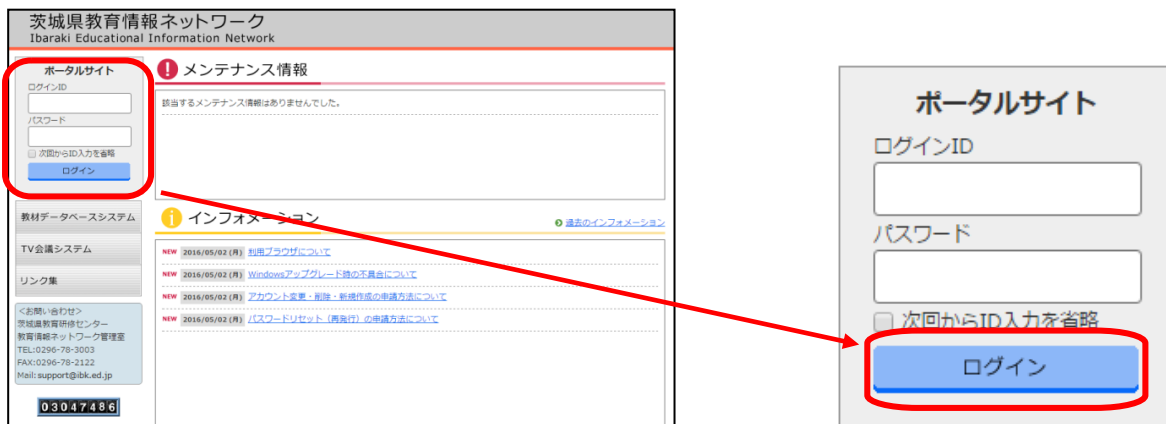 茨城県教育情報ネットワーク
Ibaraki Educational Information Network
ポータルサイト
ログインID
パスワード
次回からID入力を省略
ログイン
教材データベースシステム
TV会議システム
リンク集
<お問い合わせ>
茨城県教育研修センター
教育情報ネットワーク管理室
TEL:0296-78-3003
FAX:0296-78-2122
Mail:support@ibk.ed.jp
03047486
メンテナンス情報
該当するメンテナンス情報はありませんでした。
インフォメーション
過去のインフォメーション
NEW 2016/05/02 (月) 利用ブラウザについて
NEW 2016/05/02 (月) Windowsアップグレード時の不具合について
NEW 2016/05/02 (月) アカウント変更・削除・新規作成の申請方法について
NEW 2016/05/02 (月) パスワードリセット（再発行）の申請方法について
ポータルサイト
ログインID
パスワード
次回からID入力を省略
ログイン